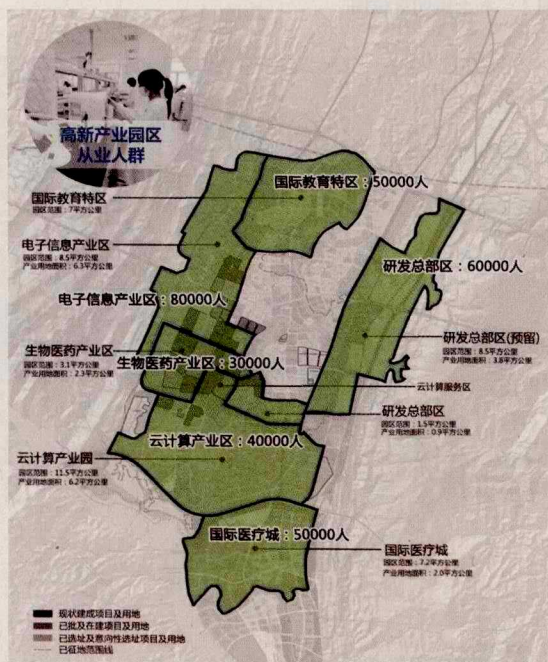 高新产业园区
从业人群
国际教育特区：50000人
国际教育特区
园区范围：7平方公里
电子信息产业区
园区范围：8.5平方公里
产业用地面积：6.3平方公里
研发总部区：60000人
电子信息产业区：80000人
研发总部区(预留)
园区范围：8.5平方公里
产业用地面积：3.8平方公里
生物医药产业区
园区范围：3.1平方公里
产业用地面积：2.3平方公里
生物医药产业区：30000人
云计算服务区
研发总部区
园区范围：1.5平方公里
产业用地面积：0.9平方公里
云计算产业区：40000人
云计算产业园
园区范围：11.5平方公里
产业用地面积：6.2平方公里
国际医疗城：50000人
国际医疗城
园区范围：7.2平方公里
产业用地面积：2.0平方公里
现状建成项目及用地
已批及在建项目及用地
已选址及意向性选址项目及用地
已征地范围线